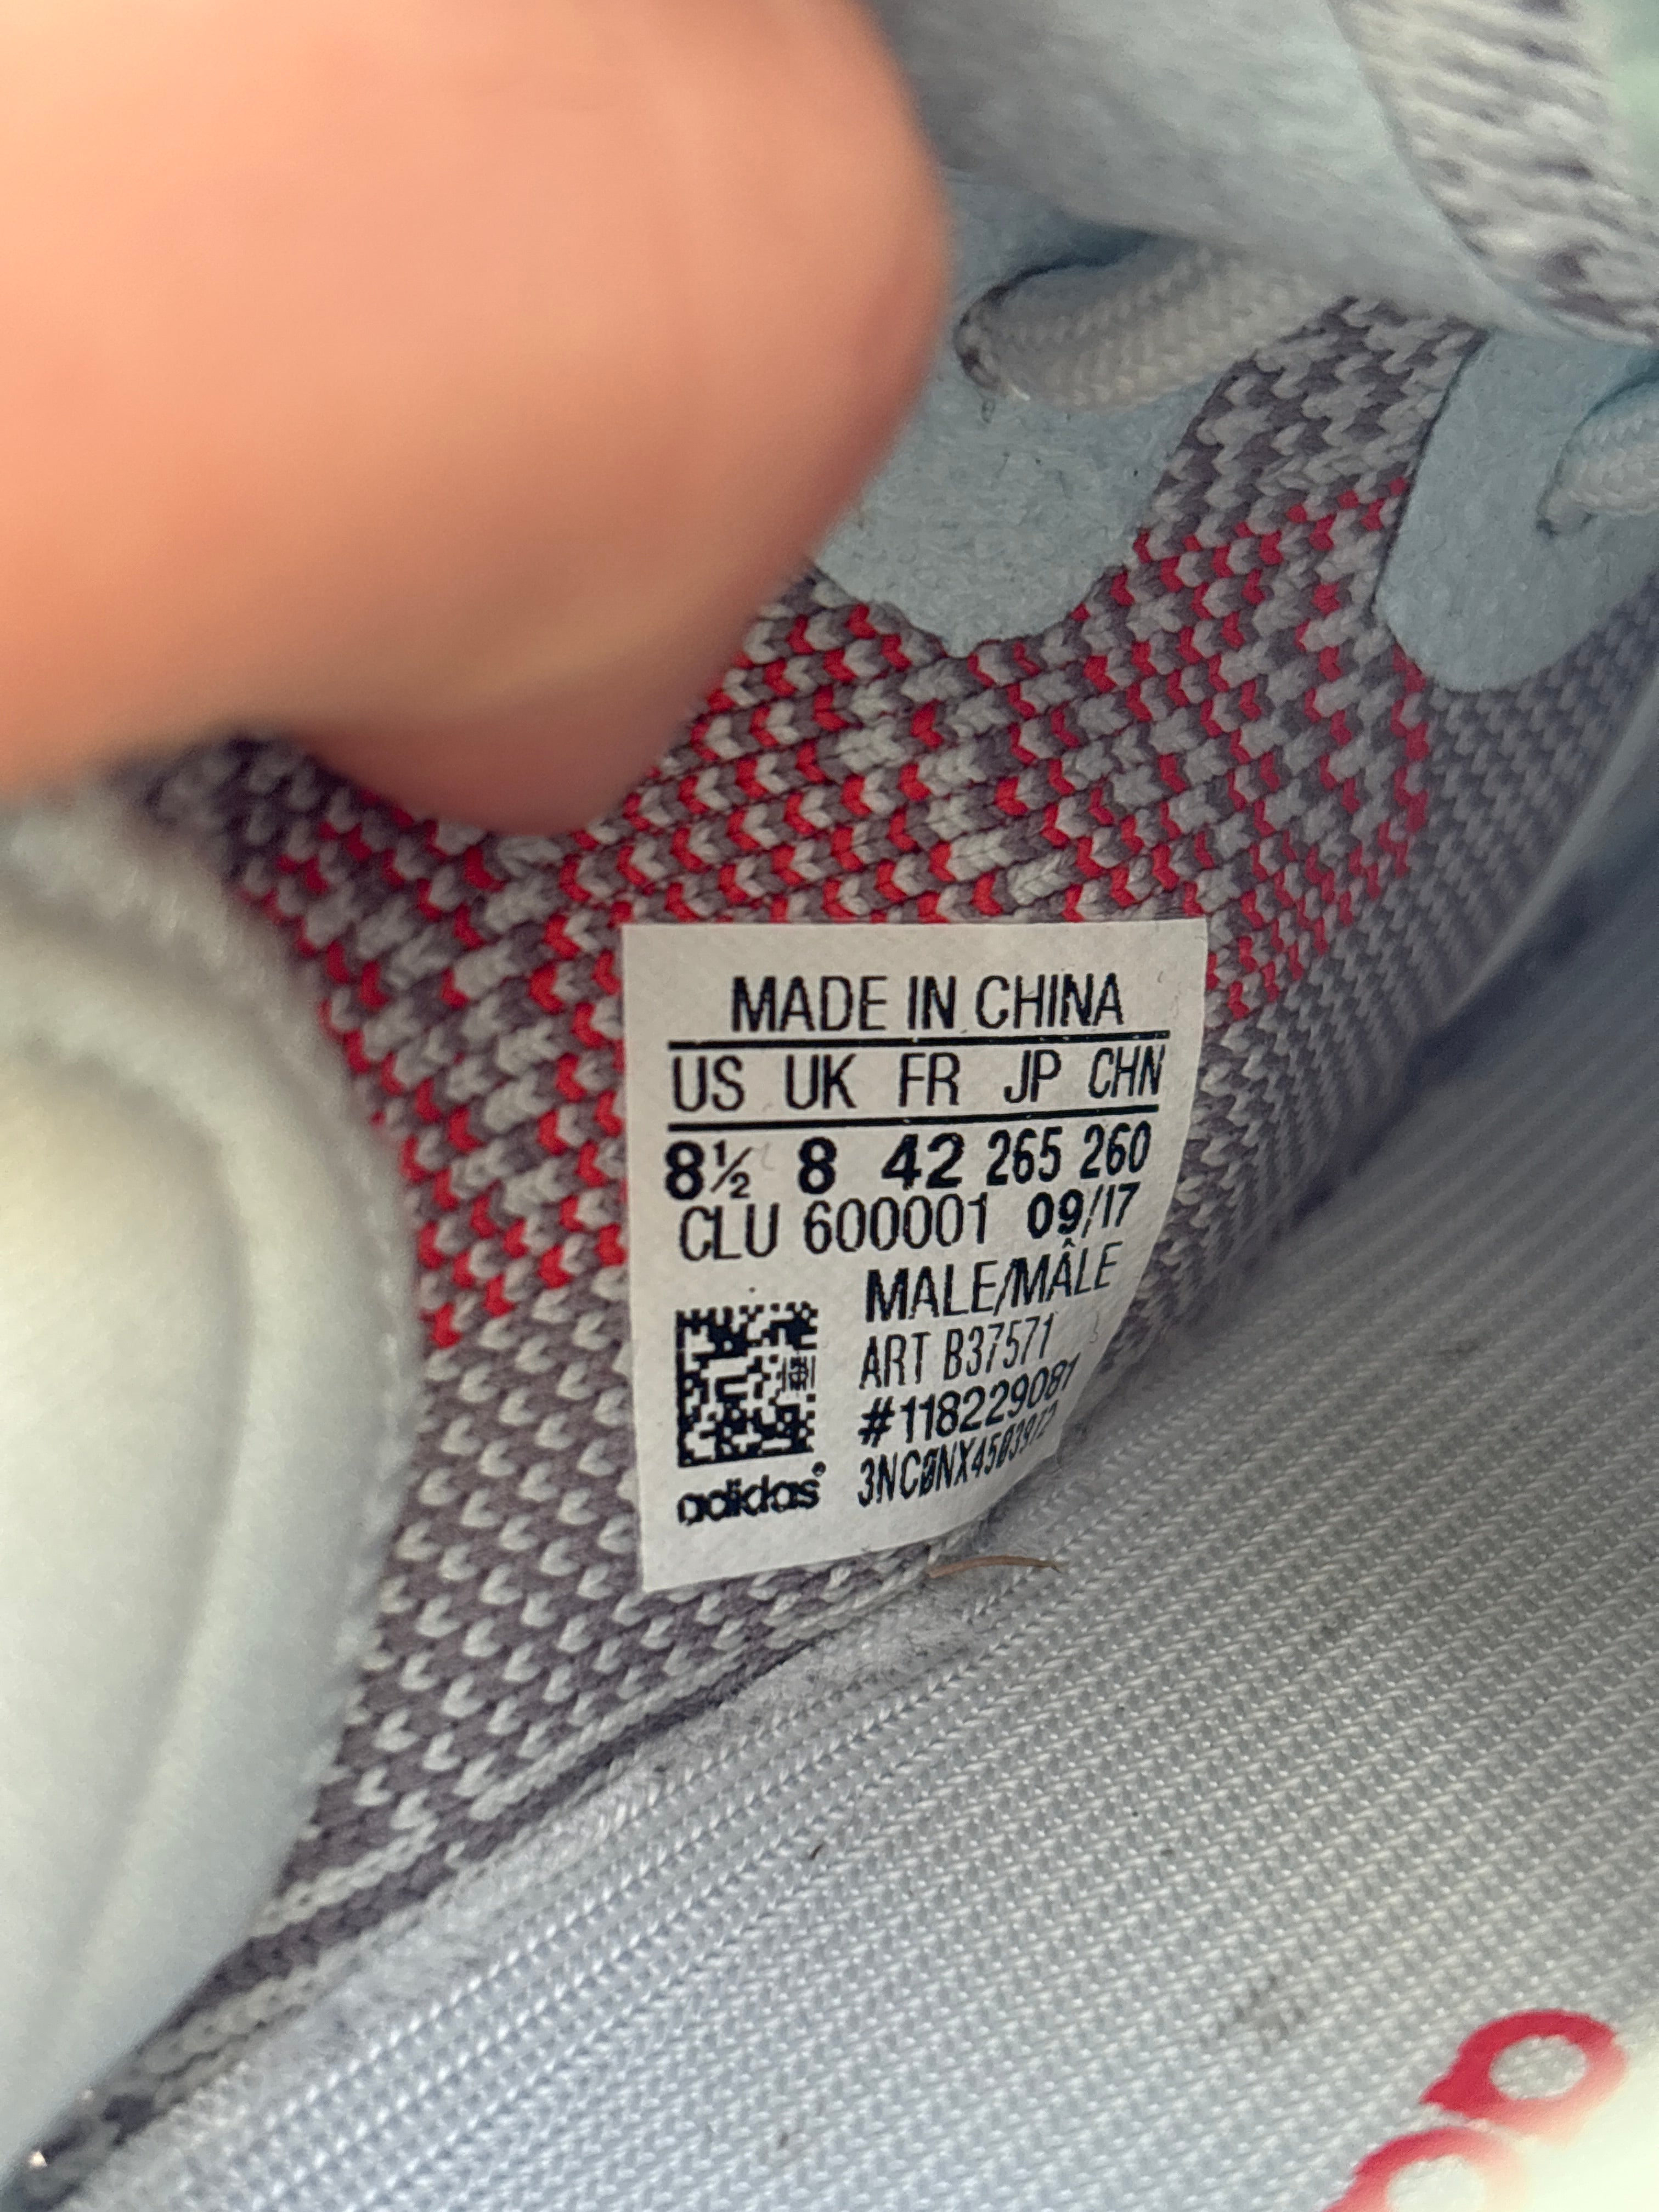 MADE IN CHINA
US UK FR JP CHN
8½ 8 42 265 260
CLU 600001 09/17
MALE/MÂLE
ART B37571
#118229081
adidas®